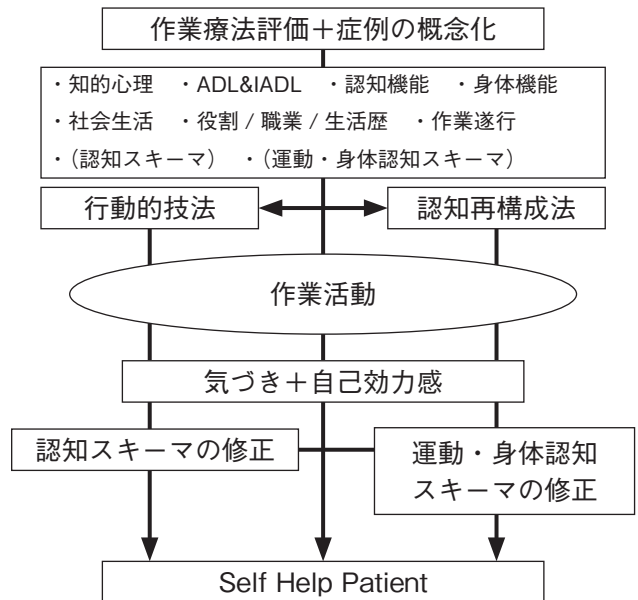 作業療法評価＋症例の概念化
・知的心理　・ADL&IADL　・認知機能　・身体機能
・社会生活　・役割 / 職業 / 生活歴　・作業遂行
・（認知スキーマ）　・（運動・身体認知スキーマ）
行動的技法
認知再構成法
作業活動
気づき＋自己効力感
認知スキーマの修正
運動・身体認知
スキーマの修正
Self Help Patient